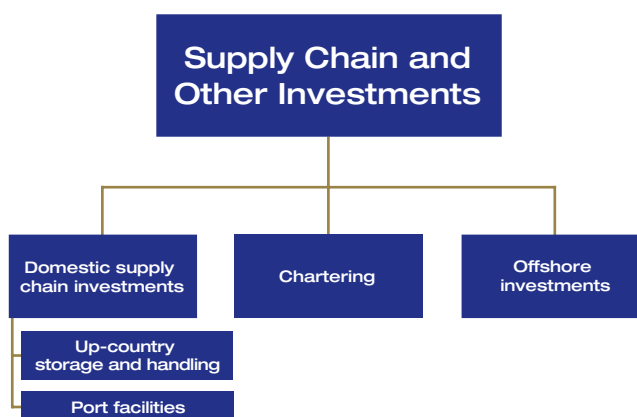 Supply Chain and
Other Investments
Domestic supply
chain investments
Chartering
Offshore
investments
Up-country
storage and handling
Port facilities